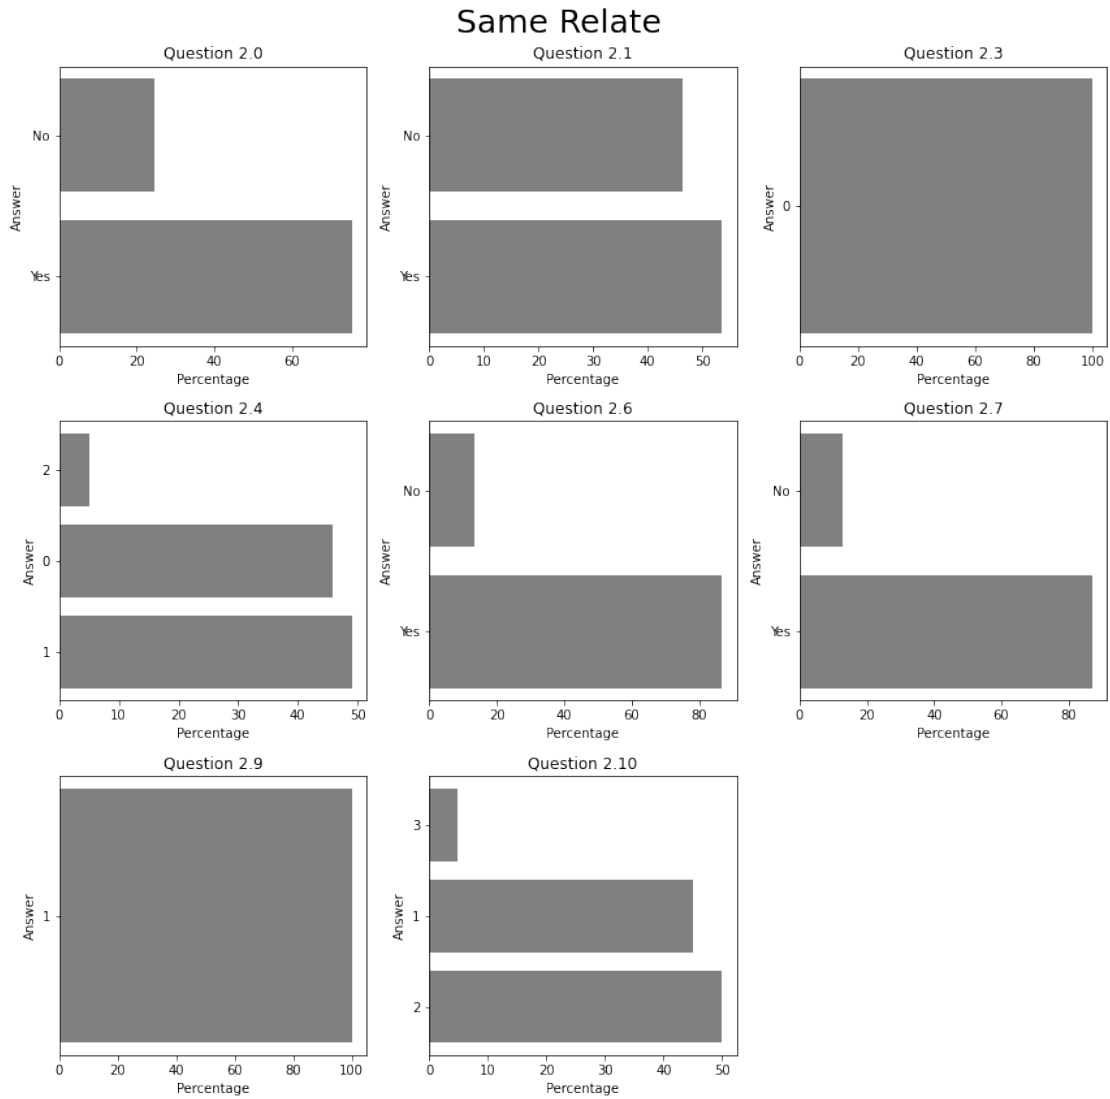 Same Relate
Question 2.0
No
Yes
Answer
0 20 40 60
Percentage
Question 2.1
No
Yes
Answer
0 10 20 30 40 50
Percentage
Question 2.3
0
Answer
0 20 40 60 80 100
Percentage
Question 2.4
2
0
1
Answer
0 10 20 30 40 50
Percentage
Question 2.6
No
Yes
Answer
0 20 40 60 80
Percentage
Question 2.7
No
Yes
Answer
0 20 40 60 80
Percentage
Question 2.9
1
Answer
0 20 40 60 80 100
Percentage
Question 2.10
3
1
2
Answer
0 10 20 30 40 50
Percentage